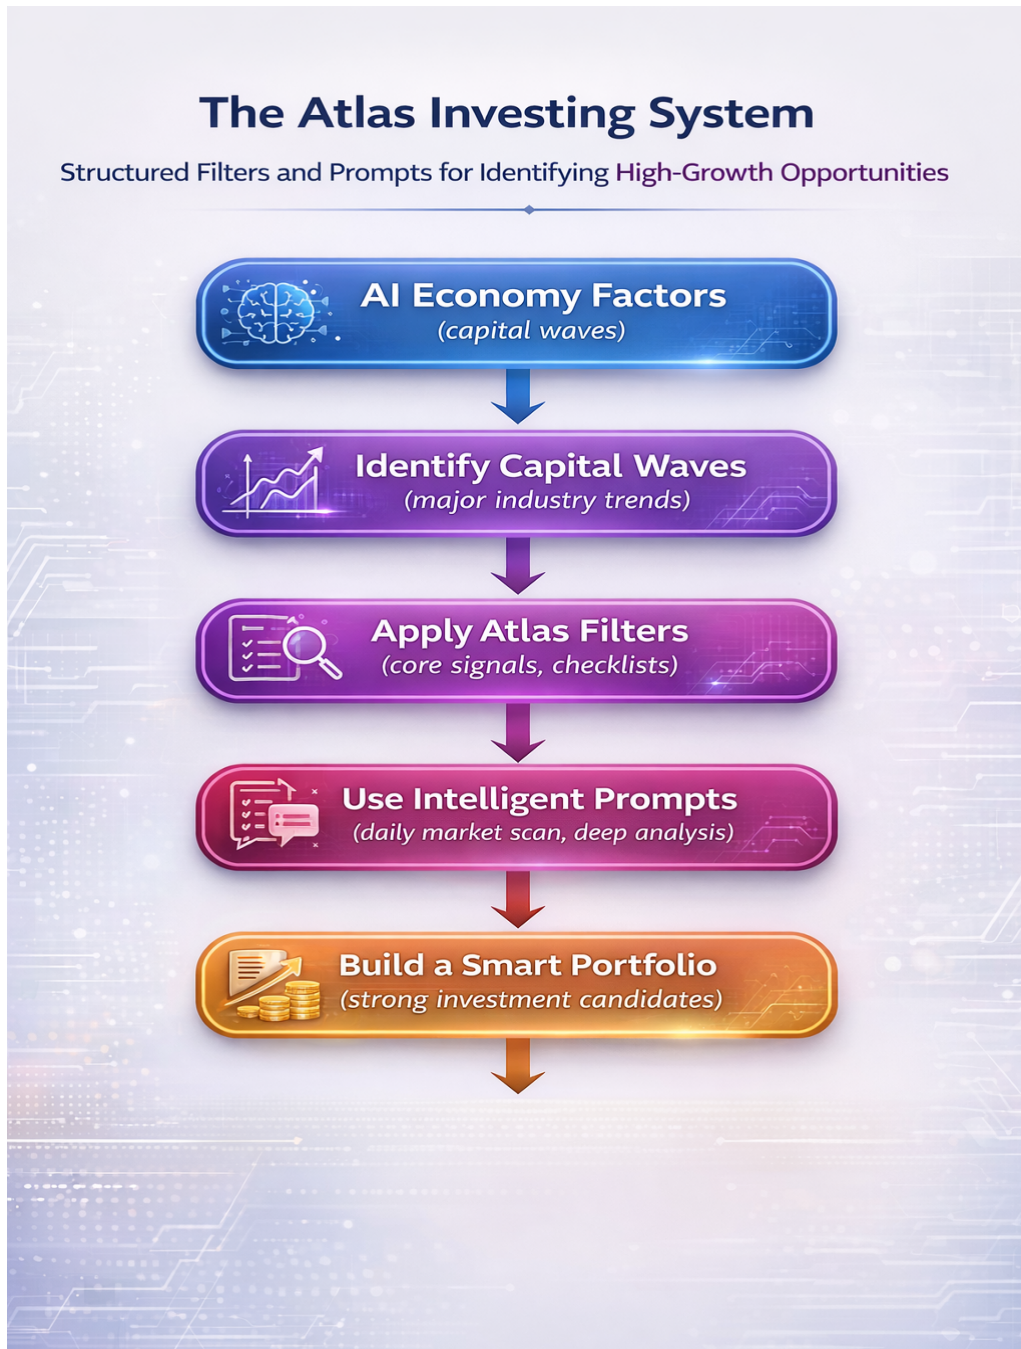 The Atlas Investing System
Structured Filters and Prompts for Identifying High-Growth Opportunities
AI Economy Factors
(capital waves)
Identify Capital Waves
(major industry trends)
Apply Atlas Filters
(core signals, checklists)
Use Intelligent Prompts
(daily market scan, deep analysis)
Build a Smart Portfolio
(strong investment candidates)